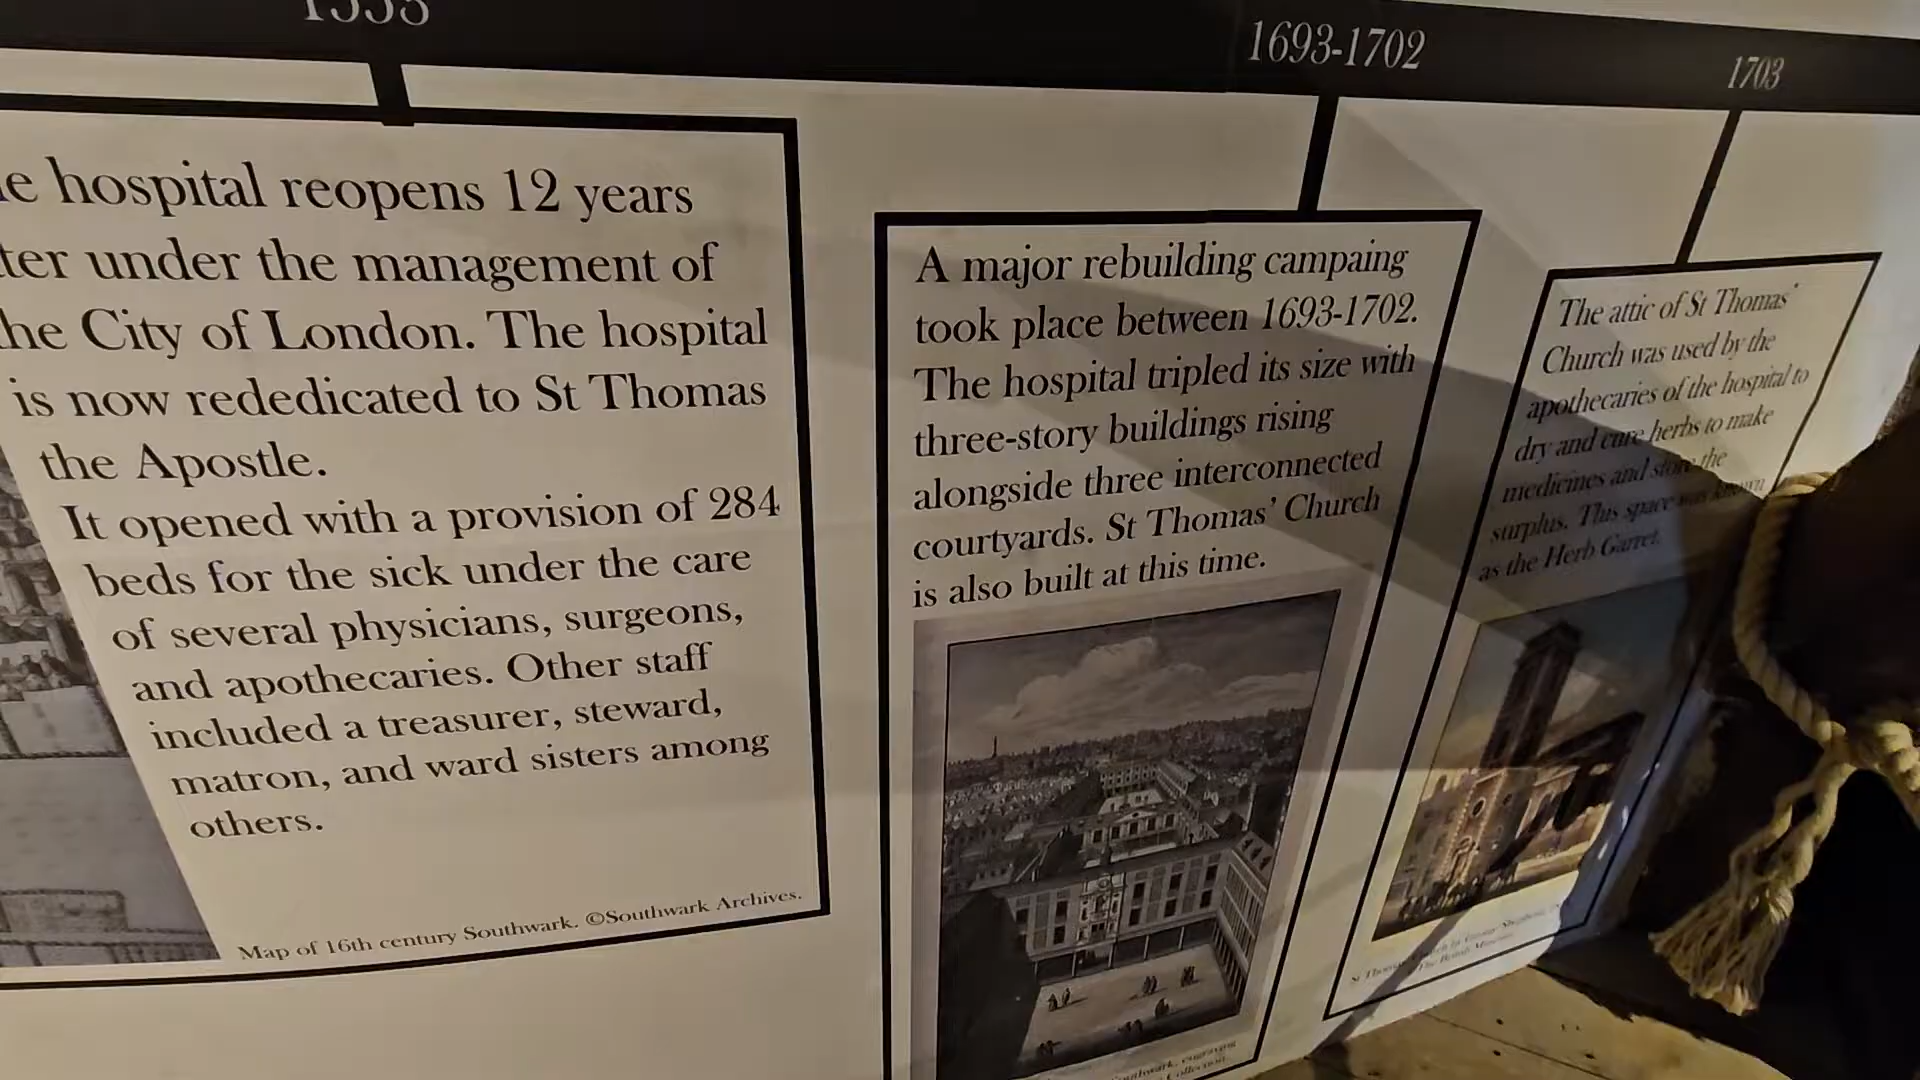 1693-1702
1703
hospital reopens 12 years
under the management of
City of London. The hospital
is now rededicated to St Thomas
the Apostle.
It opened with a provision of 284
beds for the sick under the care
of several physicians, surgeons,
and apothecaries. Other staff
included a treasurer, steward,
matron, and ward sisters among
others.
Map of 16th century Southwark. ©Southwark Archives.
A major rebuilding campaing
took place between 1693-1702.
The hospital tripled its size with
three-story buildings rising
alongside three interconnected
courtyards. St Thomas' Church
is also built at this time.
engraving
Collection
The attic of St Thomas'
Church was used by the
apothecaries of the hospital to
dry and cure herbs to make
medicines and store the
surplus. This space was known
as the Herb Garret.